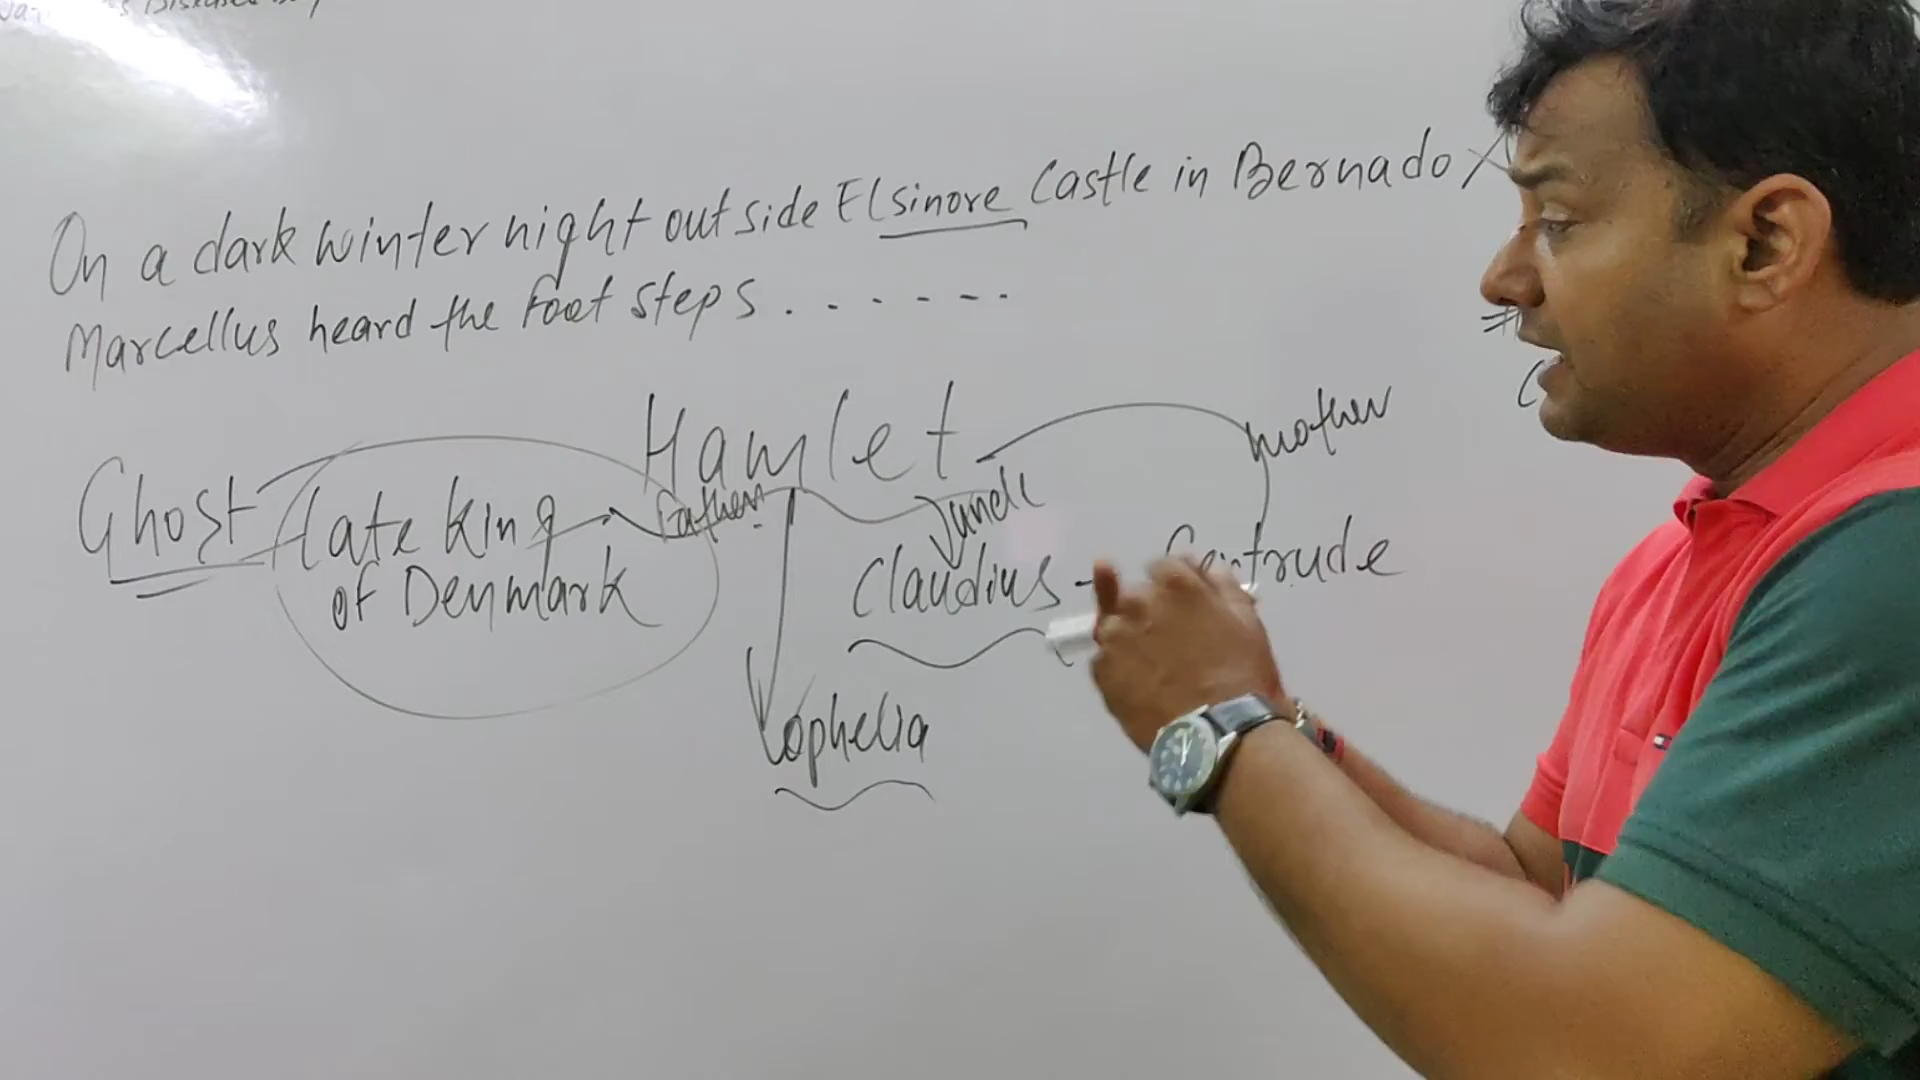 On a dark winter night outside Elsinore Castle in Bernado
Marcellus heard the foot steps . . . . . .
Hamlet
mother
father
uncle
Ghost
late king
of Denmark
Claudius
Ophelia